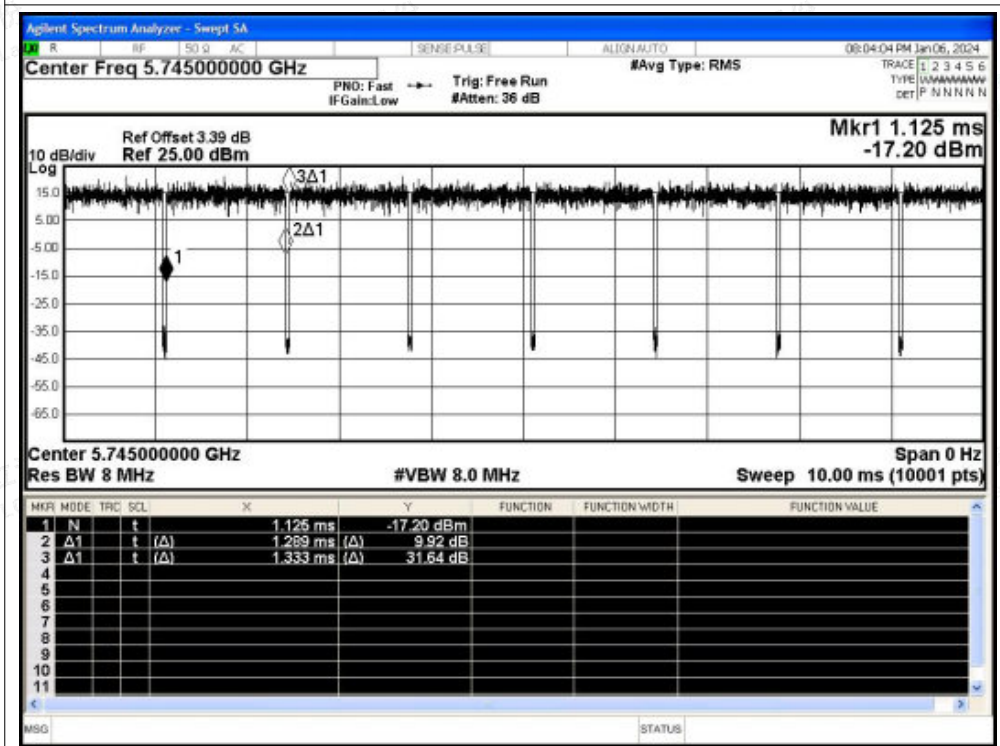 Agilent Spectrum Analyzer - Swept SA
LXI R RF 50 Ω AC SENSE:PULSE ALIGN AUTO 08:04:04 PM Jan 06, 2024
Center Freq 5.745000000 GHz #Avg Type: RMS TRACE 1 2 3 4 5 6
PNO: Fast Trig: Free Run TYPE
IFGain:Low #Atten: 36 dB DET P N N N N N
Mkr1 1.125 ms
Ref Offset 3.39 dB
10 dB/div Ref 25.00 dBm -17.20 dBm
Log
3Δ1
15.0
5.00
2Δ1
-5.00
1
-15.0
-25.0
-35.0
-45.0
-55.0
-65.0
Center 5.745000000 GHz Span 0 Hz
Res BW 8 MHz #VBW 8.0 MHz Sweep 10.00 ms (10001 pts)
MKR MODE TRC SCL X Y FUNCTION FUNCTION WIDTH FUNCTION VALUE
1 N t 1.125 ms -17.20 dBm
2 Δ1 t (Δ) 1.289 ms (Δ) 9.92 dB
3 Δ1 t (Δ) 1.333 ms (Δ) 31.64 dB
4
5
6
7
8
9
10
11
MSG STATUS